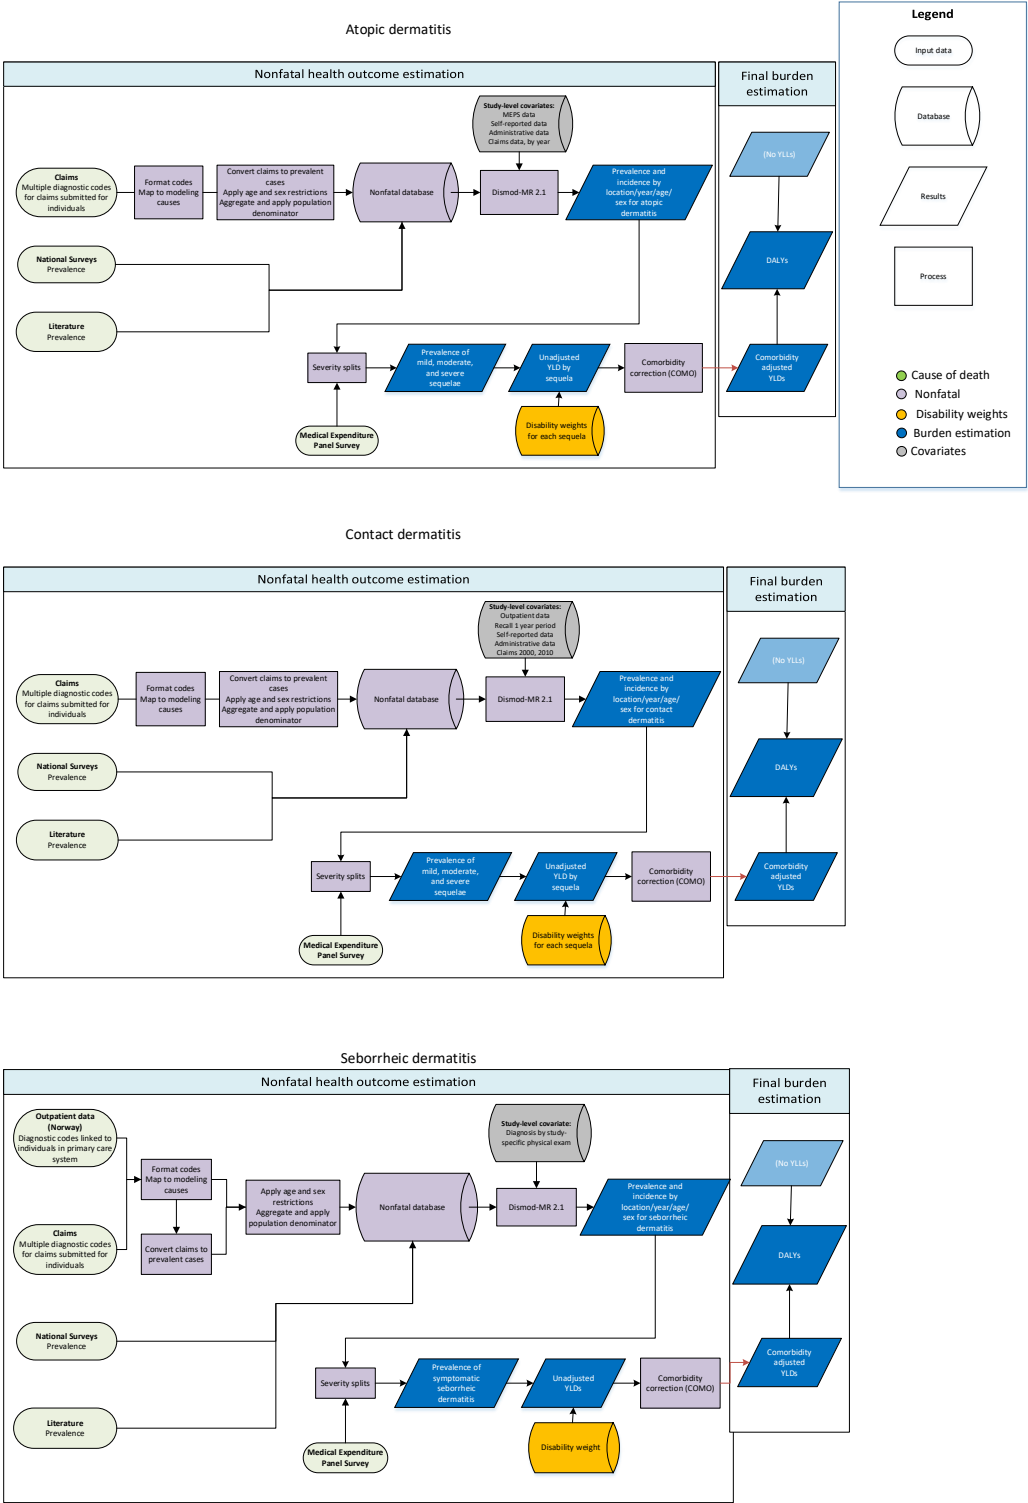 Atopic dermatitis
Nonfatal health outcome estimation
Final burden
estimation
Study-level covariates:
MEPS data
Self-reported data
Administrative data
Claims data, by year
Claims
Multiple diagnostic codes
for claims submitted for
individuals
Format codes
Map to modeling
causes
Convert claims to prevalent
cases
Apply age and sex restrictions
Aggregate and apply population
denominator
Nonfatal database
Dismod-MR 2.1
Prevalence and
incidence by
location/year/age/
sex for atopic
dermatitis
(No YLLs)
DALYs
National Surveys
Prevalence
Literature
Prevalence
Severity splits
Prevalence of
mild, moderate,
and severe
sequelae
Unadjusted
YLD by
sequela
Comorbidity
correction (COMO)
Comorbidity
adjusted
YLDs
Medical Expenditure
Panel Survey
Disability weights
for each sequela
Legend
Input data
Database
Results
Process
Cause of death
Nonfatal
Disability weights
Burden estimation
Covariates
Contact dermatitis
Nonfatal health outcome estimation
Final burden
estimation
Study-level covariates:
Outpatient data
Recall 1 year period
Self-reported data
Administrative data
Claims 2000, 2010
Claims
Multiple diagnostic codes
for claims submitted for
individuals
Format codes
Map to modeling
causes
Convert claims to prevalent
cases
Apply age and sex restrictions
Aggregate and apply population
denominator
Nonfatal database
Dismod-MR 2.1
Prevalence and
incidence by
location/year/age/
sex for contact
dermatitis
(No YLLs)
DALYs
National Surveys
Prevalence
Literature
Prevalence
Severity splits
Prevalence of
mild, moderate,
and severe
sequelae
Unadjusted
YLD by
sequela
Comorbidity
correction (COMO)
Comorbidity
adjusted
YLDs
Medical Expenditure
Panel Survey
Disability weights
for each sequela
Seborrheic dermatitis
Nonfatal health outcome estimation
Final burden
estimation
Outpatient data
(Norway)
Diagnostic codes linked to
individuals in primary care
system
Study-level covariate:
Diagnosis by study-
specific physical exam
Format codes
Map to modeling
causes
Apply age and sex
restrictions
Aggregate and apply
population denominator
Nonfatal database
Dismod-MR 2.1
Prevalence and
incidence by
location/year/age/
sex for seborrheic
dermatitis
(No YLLs)
DALYs
Claims
Multiple diagnostic codes
for claims submitted for
individuals
Convert claims to
prevalent cases
National Surveys
Prevalence
Literature
Prevalence
Severity splits
Prevalence of
symptomatic
seborrheic
dermatitis
Unadjusted
YLDs
Comorbidity
correction (COMO)
Comorbidity
adjusted
YLDs
Medical Expenditure
Panel Survey
Disability weight